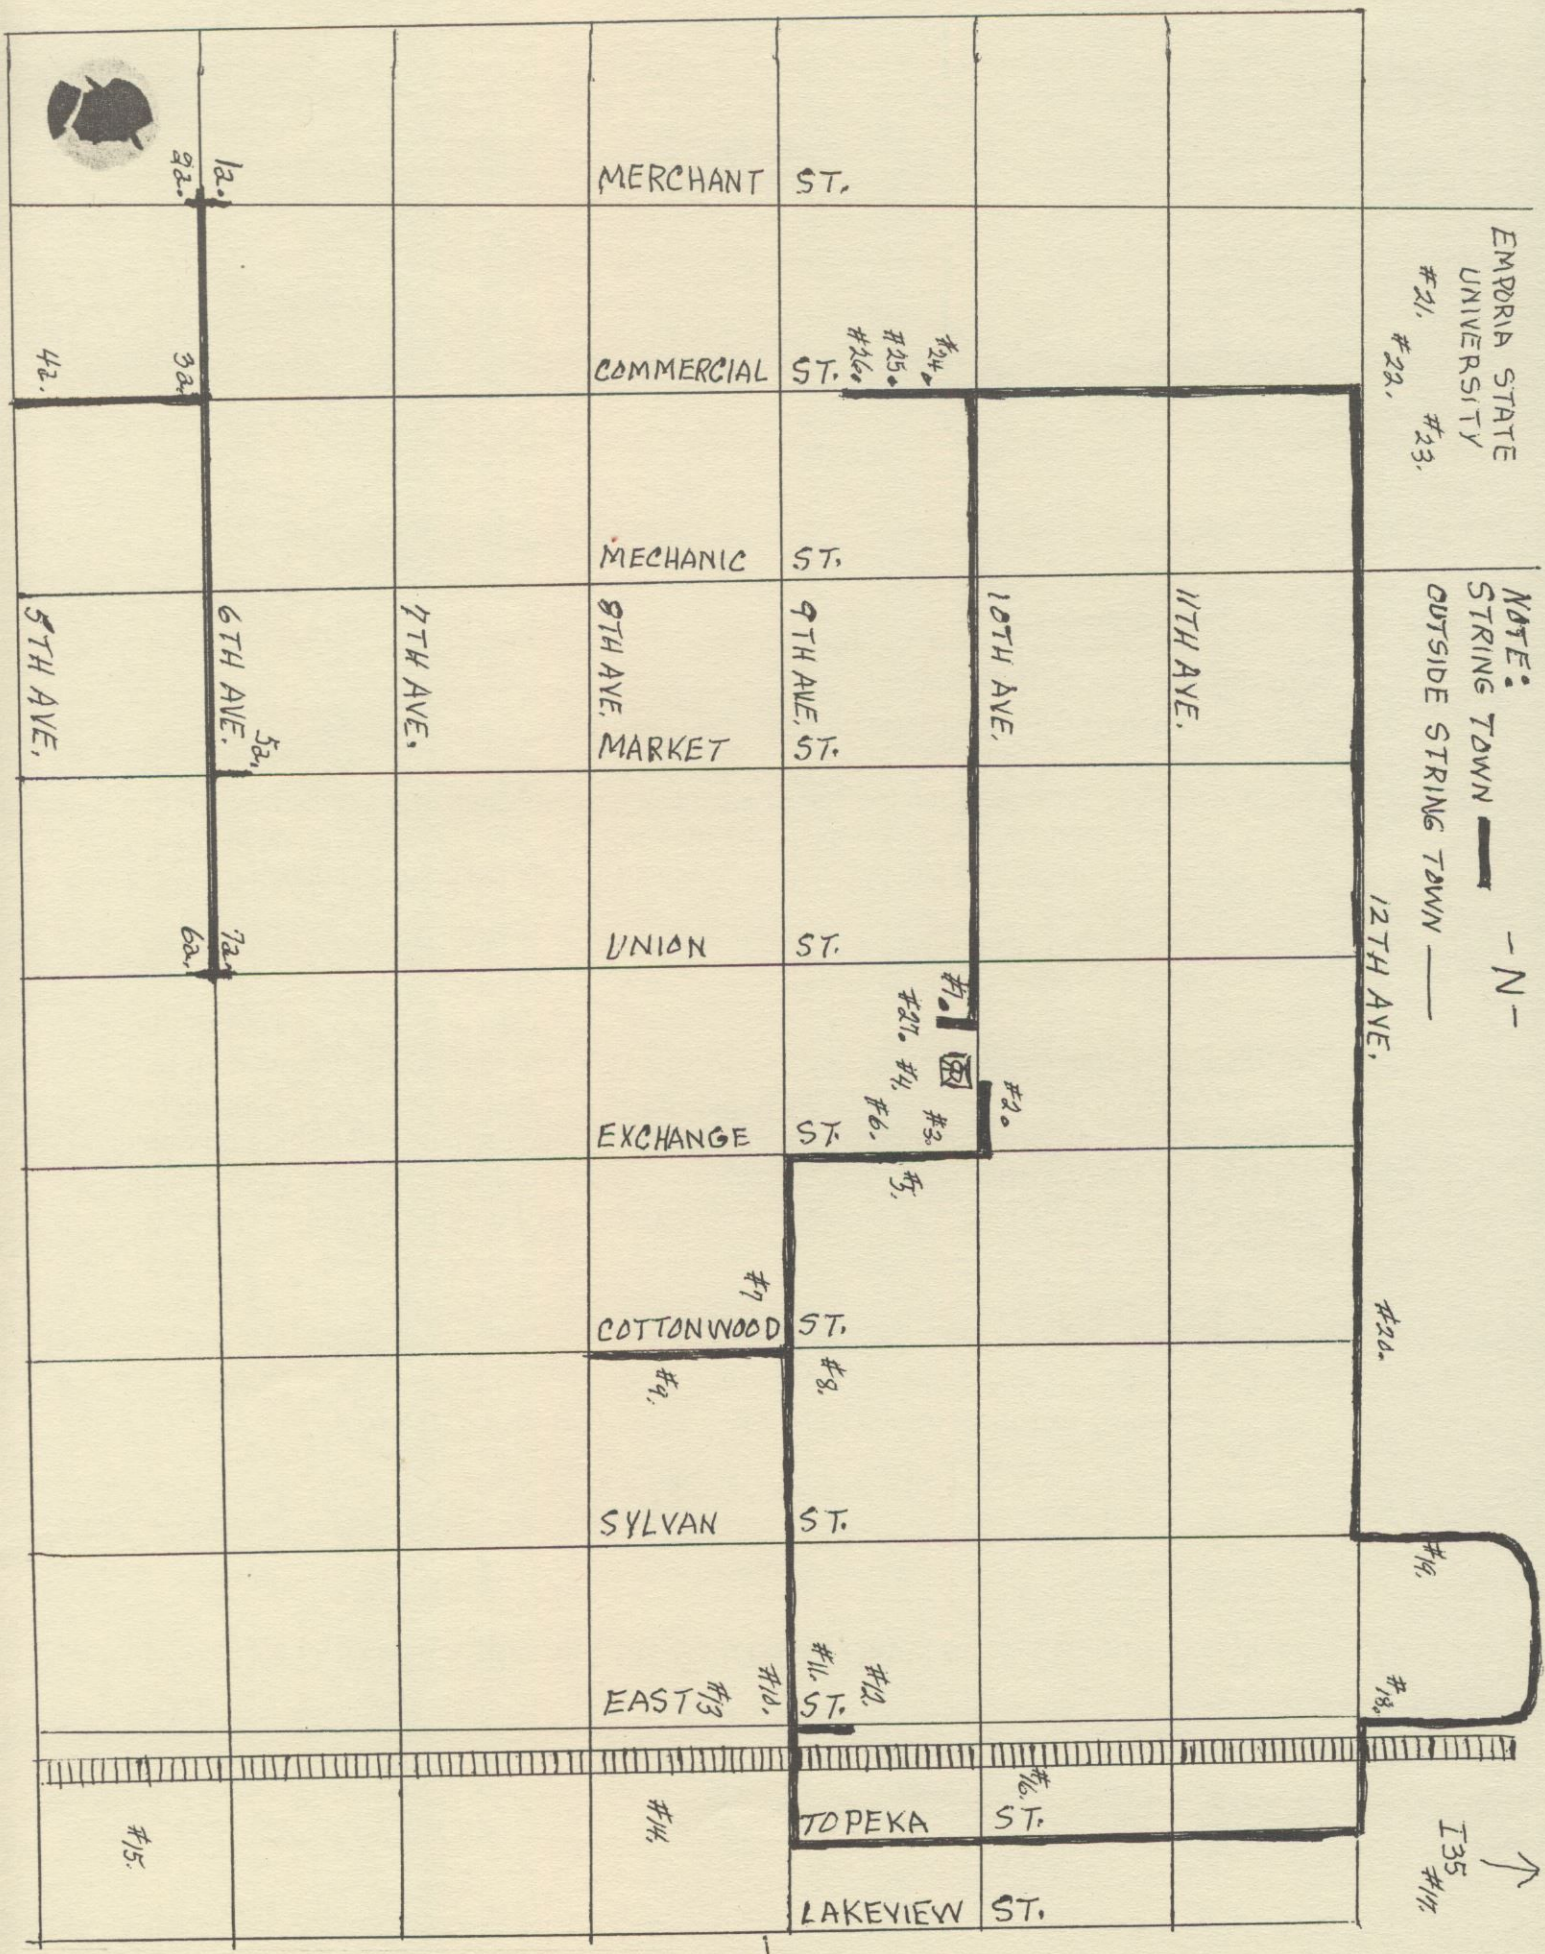 EMPORIA STATE
UNIVERSITY
#21.
#22.
#23.
NOTE:
STRING TOWN
OUTSIDE STRING TOWN
- N -
I35
#17.
12TH AVE.
#20.
#19.
#18.
11TH AVE.
10TH AVE.
9TH AVE.
8TH AVE.
7TH AVE.
6TH AVE.
5TH AVE.
MERCHANT ST.
1a.
2a.
COMMERCIAL ST.
#26.
#25.
#24.
3a.
4a.
MECHANIC ST.
MARKET ST.
5a.
UNION ST.
7a.
6a.
#1.
#27.
#4.
#2.
#3.
#6.
EXCHANGE ST.
#5.
#7
COTTONWOOD ST.
#8.
#9.
SYLVAN ST.
#11.
#12.
#10.
EAST #13 ST.
#16.
#14.
#15.
TOPEKA ST.
LAKEVIEW ST.